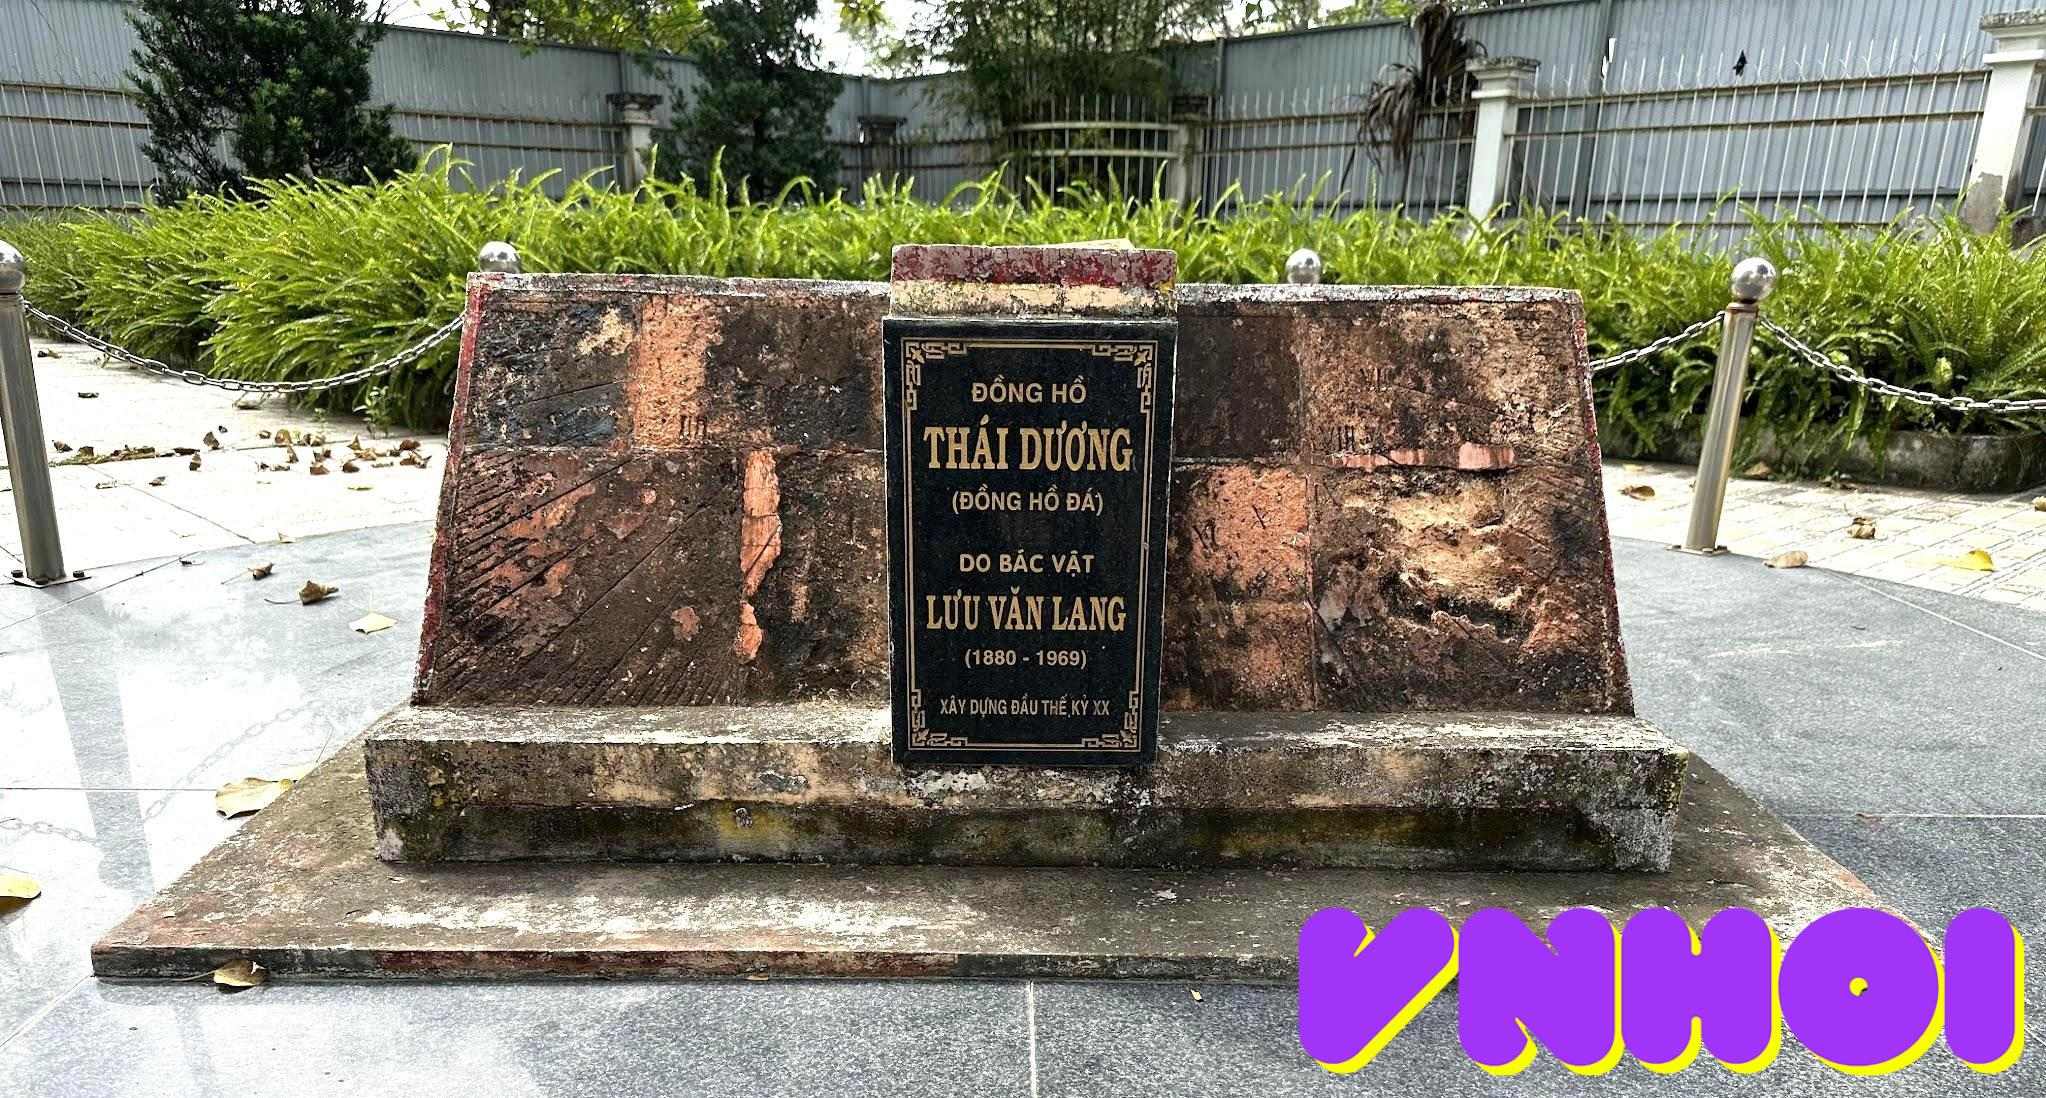 ĐỒNG HỒ
THÁI DƯƠNG
(ĐỒNG HỒ ĐÁ)
DO BÁC VẬT
LƯU VĂN LANG
(1880 - 1969)
XÂY DỰNG ĐẦU THẾ KỶ XX
VNHOI